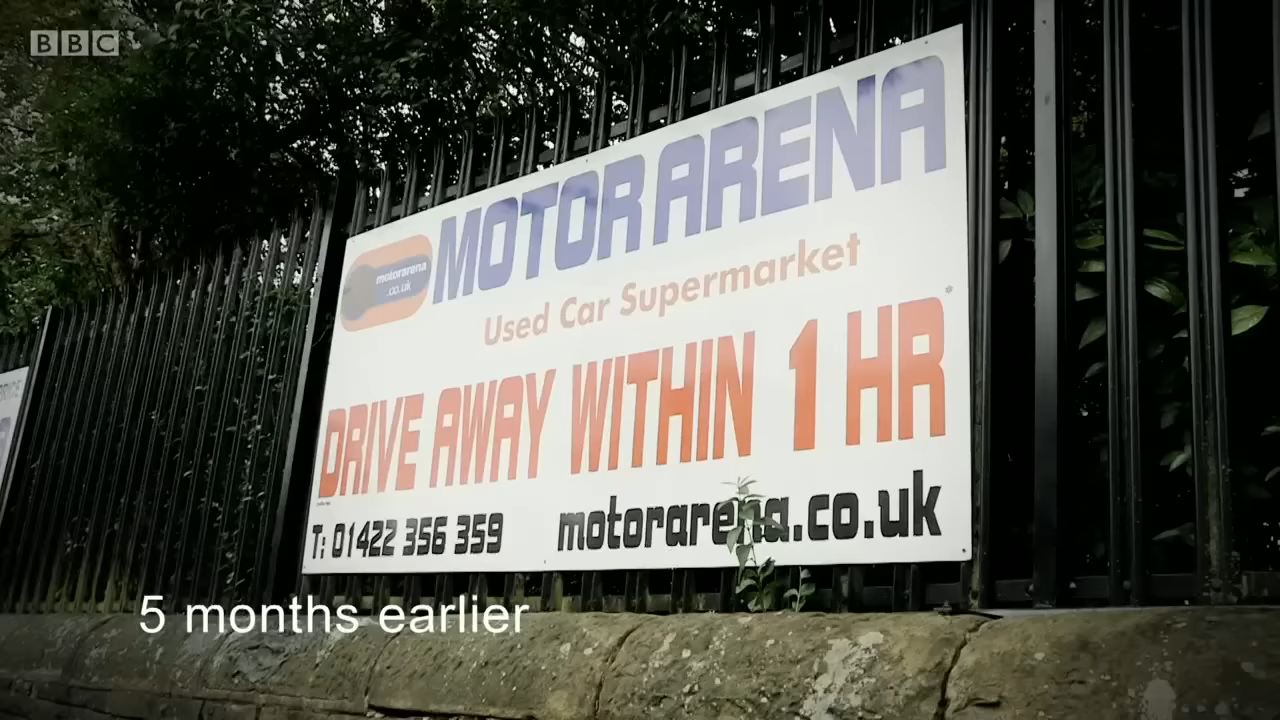 BBC
MOTOR ARENA
motorarena
.co.uk
Used Car Supermarket
DRIVE AWAY WITHIN 1 HR*
T: 01422 356 359
motorarena.co.uk
5 months earlier